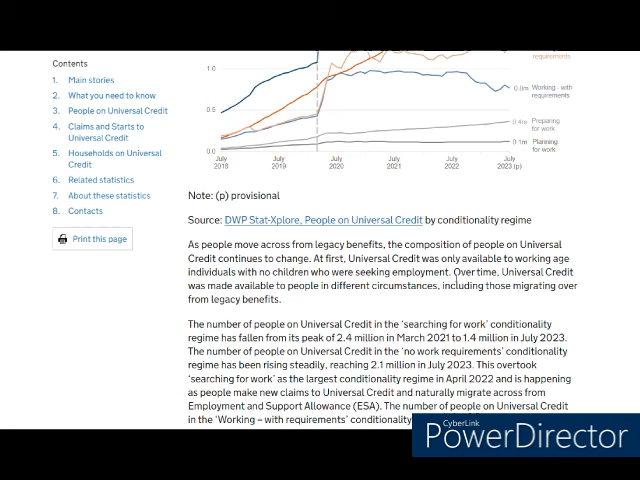 Contents
1. Main stories
2. What you need to know
3. People on Universal Credit
4. Claims and Starts to
Universal Credit
5. Households on Universal
Credit
6. Related statistics
7. About these statistics
8. Contacts
Print this page
requirements
1.0
0.8m Working - with
requirements
0.5
0.4m Preparing
for work
0.1m Planning
for work
0.0
July
2018
July
2019
July
2020
July
2021
July
2022
July
2023 (p)
Note: (p) provisional
Source: DWP Stat-Xplore, People on Universal Credit by conditionality regime
As people move across from legacy benefits, the composition of people on Universal
Credit continues to change. At first, Universal Credit was only available to working age
individuals with no children who were seeking employment. Over time, Universal Credit
was made available to people in different circumstances, including those migrating over
from legacy benefits.
The number of people on Universal Credit in the ‘searching for work’ conditionality
regime has fallen from its peak of 2.4 million in March 2021 to 1.4 million in July 2023.
The number of people on Universal Credit in the ‘no work requirements’ conditionality
regime has been rising steadily, reaching 2.1 million in July 2023. This overtook
‘searching for work’ as the largest conditionality regime in April 2022 and is happening
as people make new claims to Universal Credit and naturally migrate across from
Employment and Support Allowance (ESA). The number of people on Universal Credit
in the ‘Working – with requirements’ conditionality
CyberLink
PowerDirector